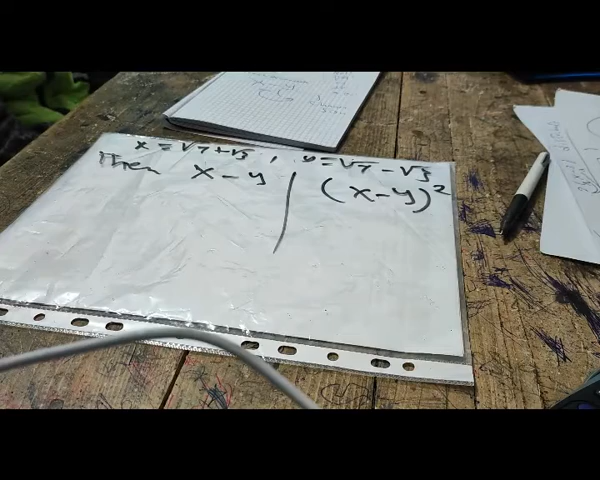 x = √7+√3 , y=√7 - √3
Then x - y | (x-y)²